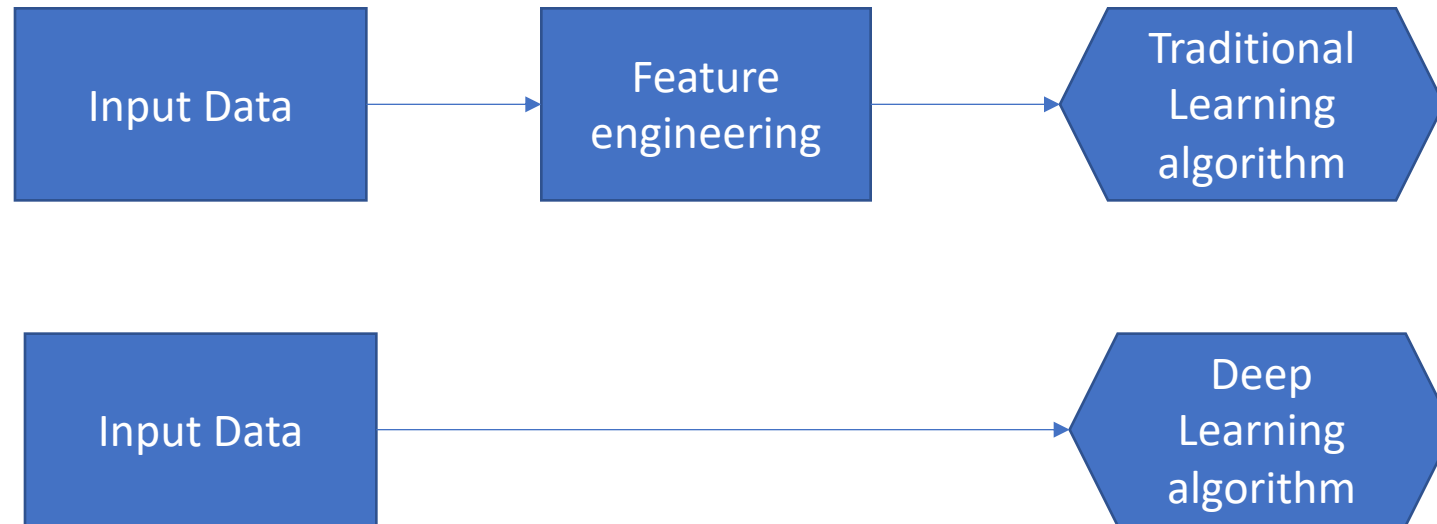 Input Data
Feature
engineering
Traditional
Learning
algorithm
Input Data
Deep
Learning
algorithm